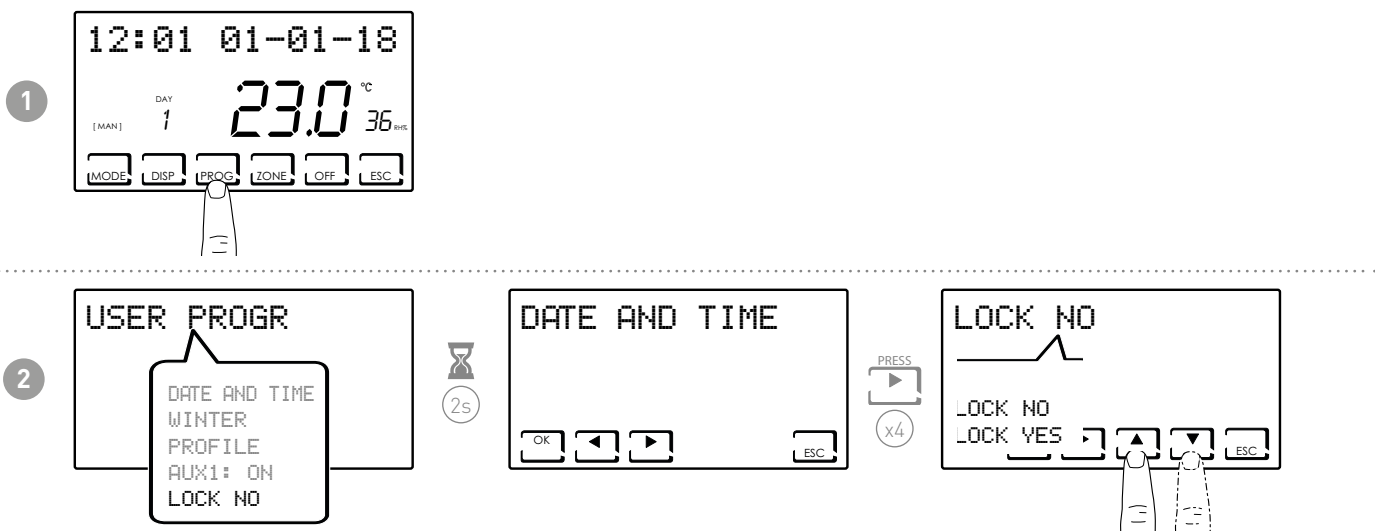 12:01 01-01-18
1
DAY
[ MAN ] 1 23.0 °C 36 RH%
MODE DISP PROG ZONE OFF ESC
2
USER PROGR
DATE AND TIME
WINTER
PROFILE
AUX1: ON
LOCK NO
2s
DATE AND TIME
OK ESC
PRESS
x4
LOCK NO
LOCK NO
LOCK YES
ESC